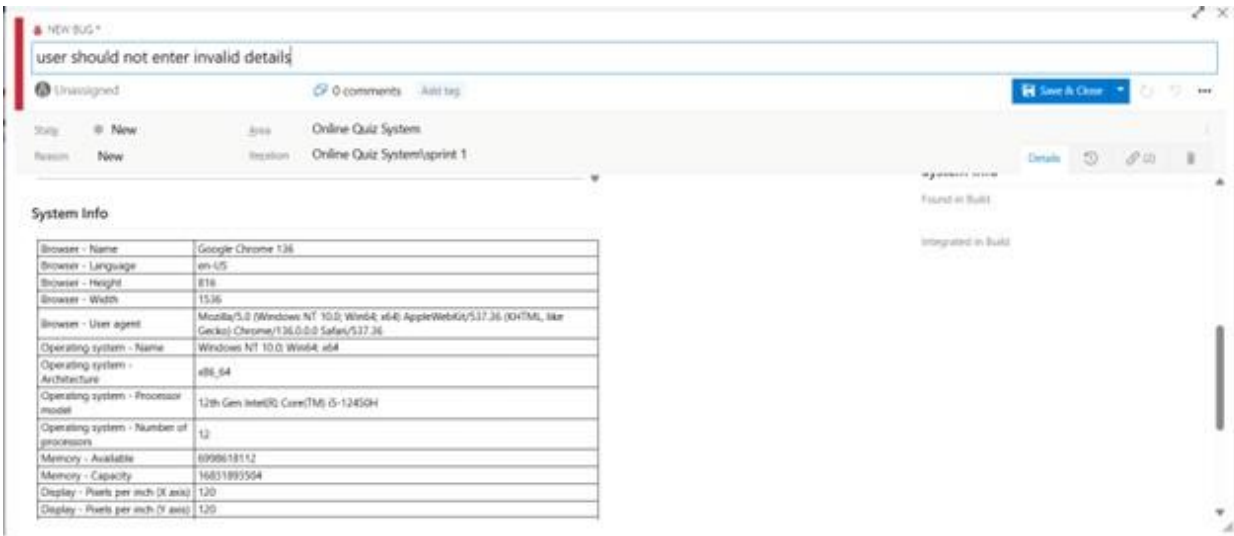 NEW BUG *
user should not enter invalid details
Unassigned
0 comments
Add tag
Save & Close
State
New
Area
Online Quiz System
Reason
New
Iteration
Online Quiz System\sprint 1
Details
System Info
Found in Build
Integrated in Build
System Info
Browser - Name Google Chrome 136
Browser - Language en-US
Browser - Height 816
Browser - Width 1536
Browser - User agent Mozilla/5.0 (Windows NT 10.0; Win64; x64) AppleWebKit/537.36 (KHTML, like
Gecko) Chrome/136.0.0.0 Safari/537.36
Operating system - Name Windows NT 10.0; Win64; x64
Operating system -
Architecture x86_64
Operating system - Processor
model 12th Gen Intel(R) Core(TM) i5-12450H
Operating system - Number of
processors 12
Memory - Available 6998618112
Memory - Capacity
Display - Pixels per inch (X axis) 120
Display - Pixels per inch (Y axis) 120